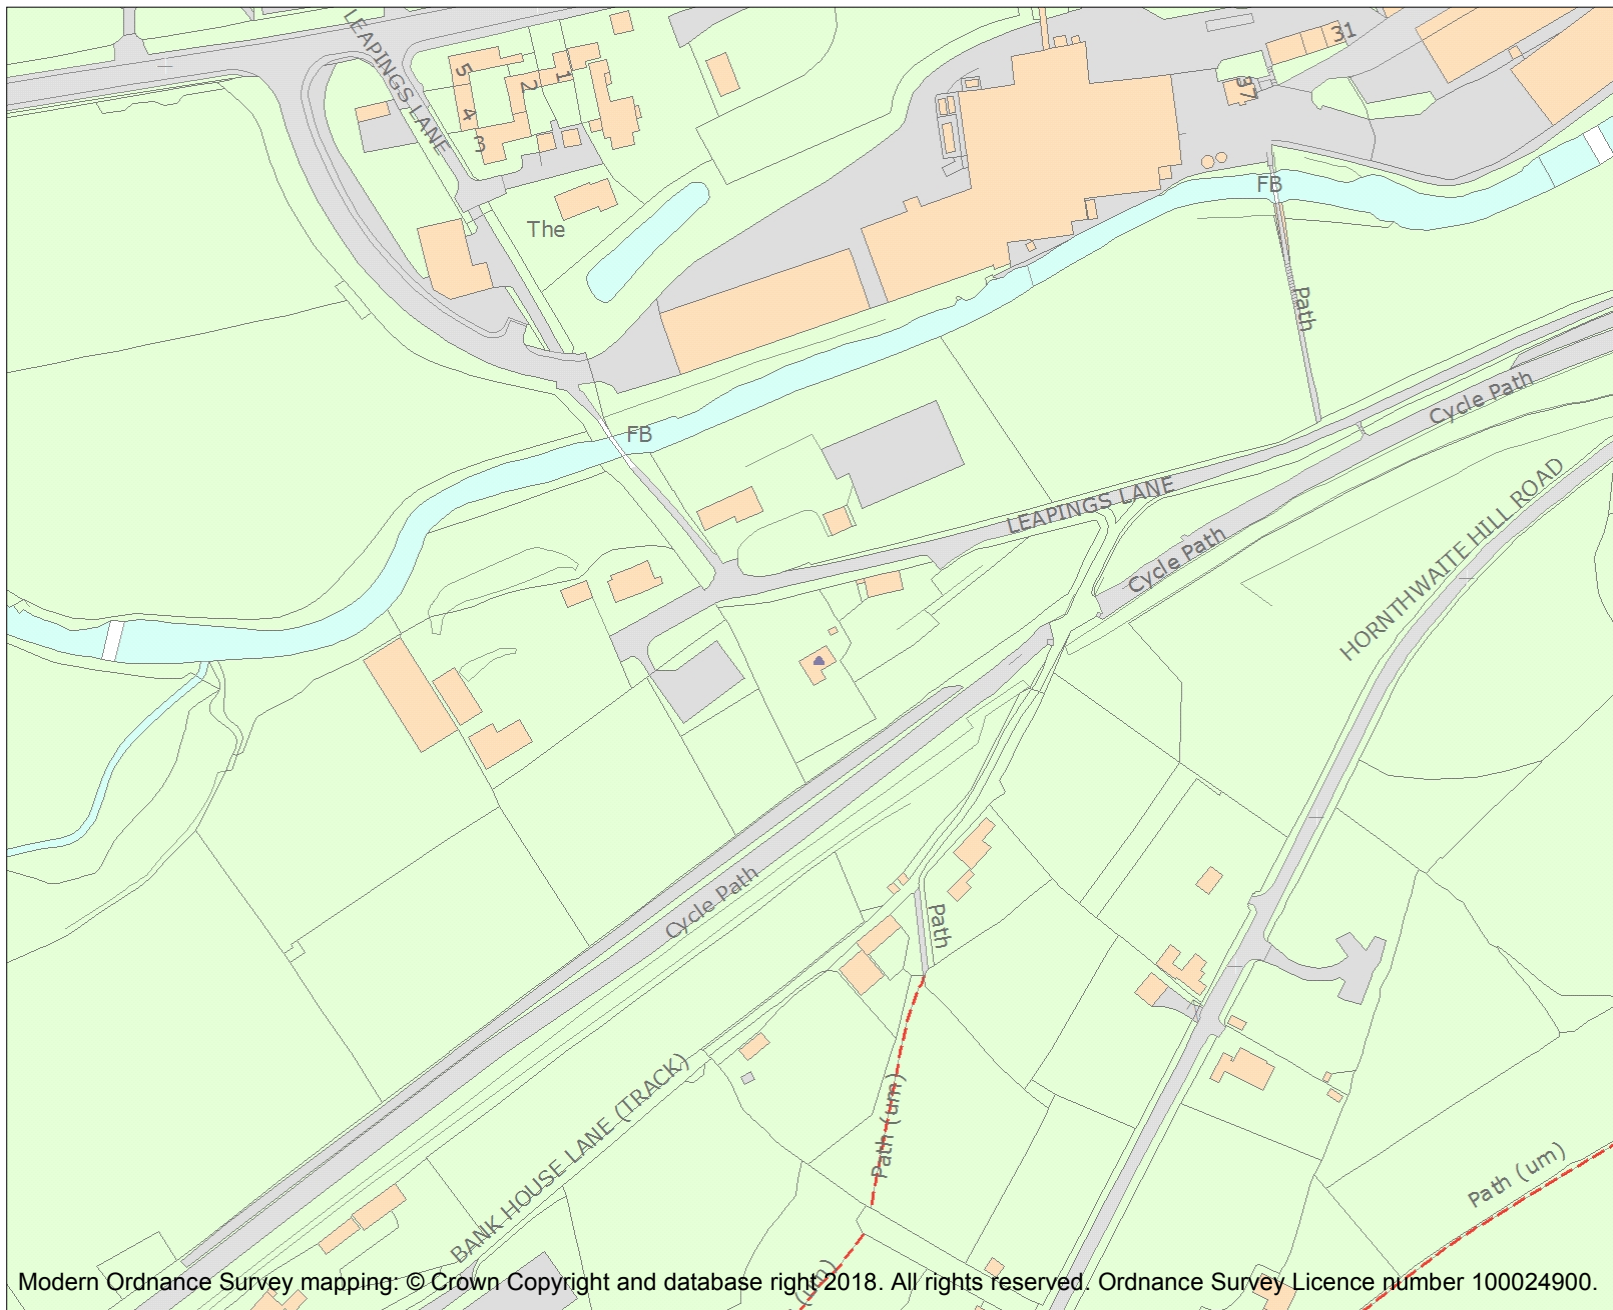 LEAPINGS LANE
5
4
3
2
1
31
37
The
FB
Path
FB
Cycle Path
LEAPINGS LANE
Cycle Path
HORNTHWAITE HILL ROAD
Cycle Path
Path
BANK HOUSE LANE (TRACK)
Path (um)
Path (um)
(um)
Modern Ordnance Survey mapping: © Crown Copyright and database right 2018. All rights reserved. Ordnance Survey Licence number 100024900.